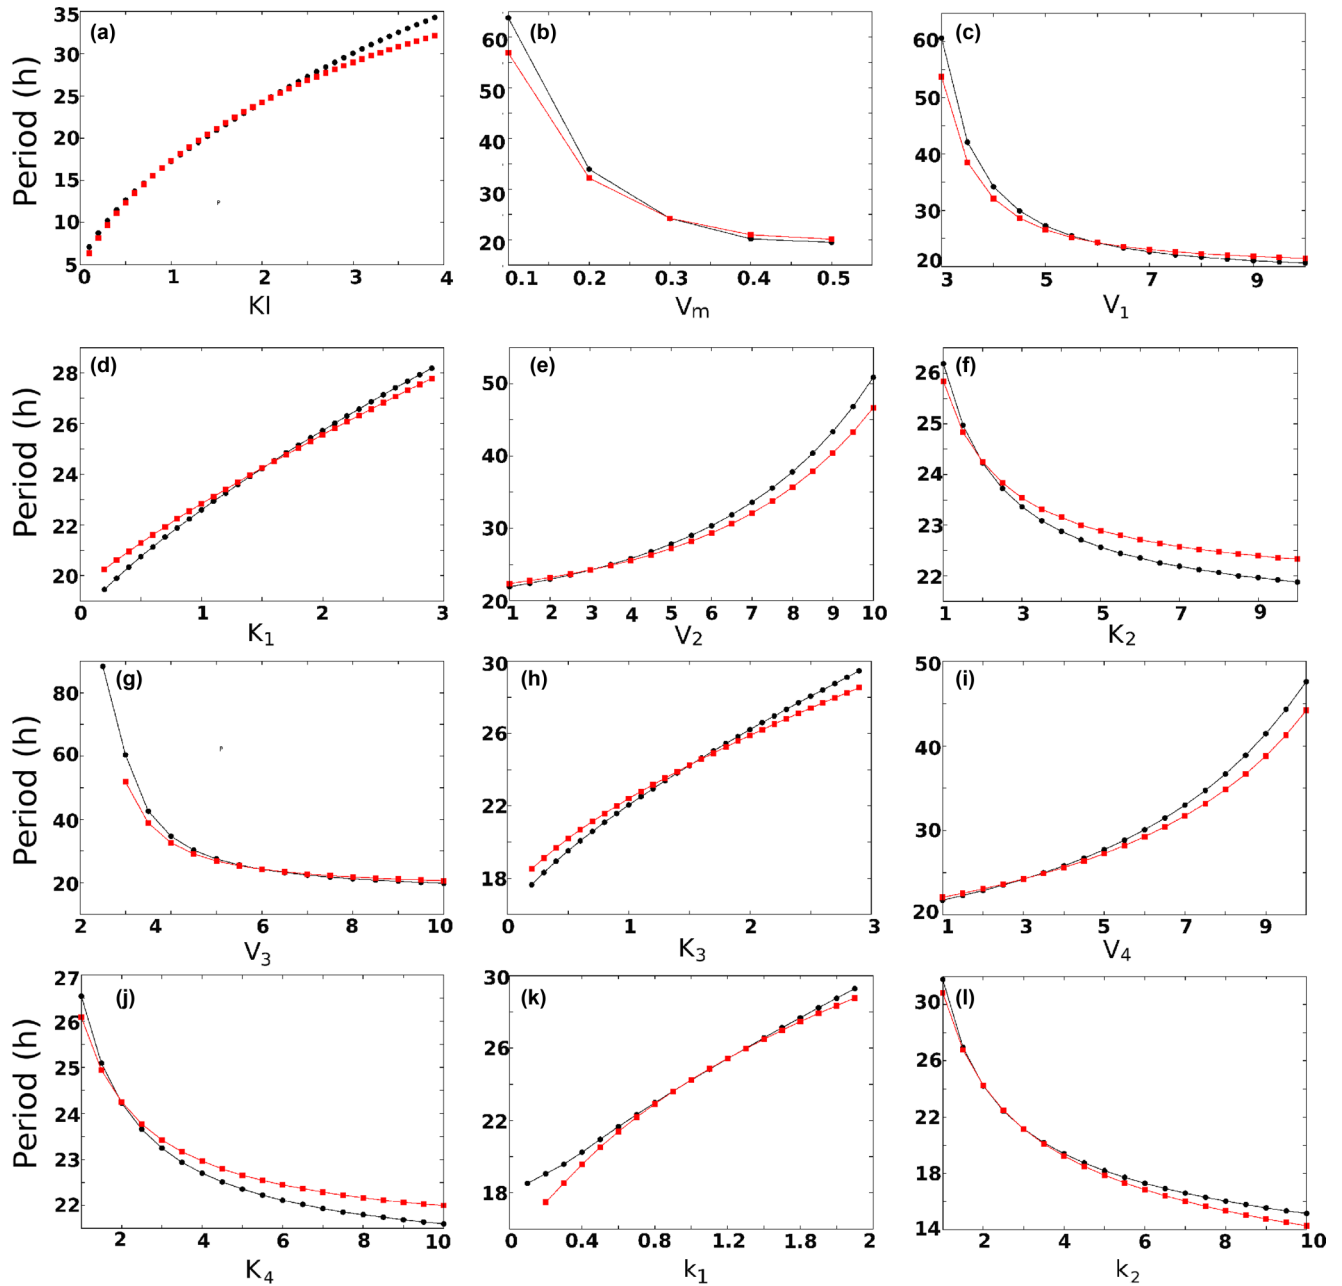 (a)
Period (h)
35
30
25
20
15
10
5
0 1 2 3 4
KI
P
(b)
60
50
40
30
20
0.1 0.2 0.3 0.4 0.5
Vm
(c)
60
50
40
30
20
3 5 7 9
V1
(d)
Period (h)
28
26
24
22
20
0 1 2 3
K1
(e)
50
40
30
20
1 2 3 4 5 6 7 8 9 10
V2
(f)
26
25
24
23
22
1 3 5 7 9
K2
(g)
Period (h)
80
60
40
20
2 4 6 8 10
V3
P
(h)
30
26
22
18
0 1 2 3
K3
(i)
50
40
30
20
1 3 5 7 9
V4
(j)
Period (h)
27
26
25
24
23
22
2 4 6 8 10
K4
(k)
30
26
22
18
0 0.4 0.8 1.2 1.8 2
k1
(l)
30
26
22
18
14
2 4 6 8 10
k2